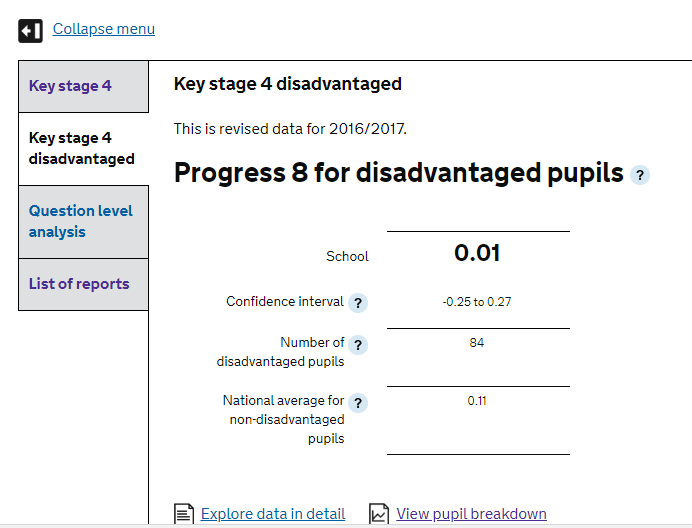 Collapse menu
Key stage 4
Key stage 4
disadvantaged
Question level
analysis
List of reports
Key stage 4 disadvantaged
This is revised data for 2016/2017.
Progress 8 for disadvantaged pupils ?
School 0.01
Confidence interval ? -0.25 to 0.27
Number of ? 84
disadvantaged pupils
National average for ? 0.11
non-disadvantaged
pupils
Explore data in detail View pupil breakdown